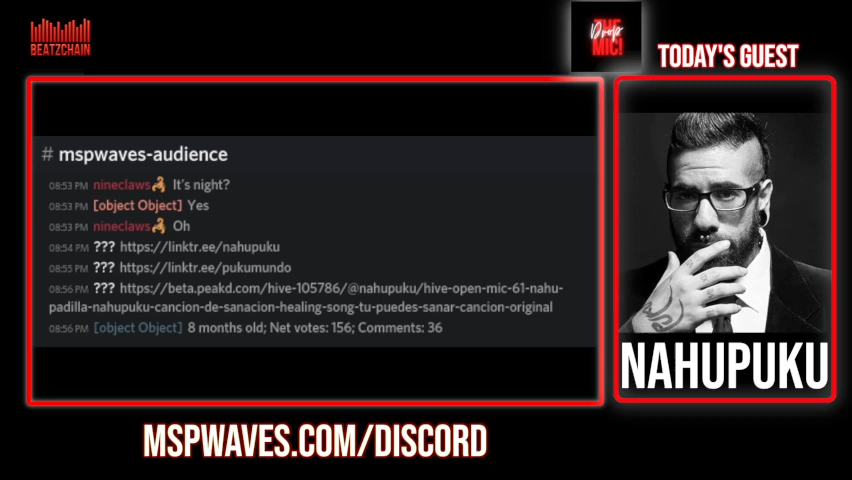 BEATZCHAIN
THE
Drop
MIC!
TODAY'S GUEST
# mspwaves-audience
08:53 PM nineclaws🦂 It's night?
08:53 PM [object Object] Yes
08:53 PM nineclaws🦂 Oh
08:54 PM ??? https://linktr.ee/nahupuku
08:55 PM ??? https://linktr.ee/pukumundo
08:56 PM ??? https://beta.peakd.com/hive-105786/@nahupuku/hive-open-mic-61-nahu-
padilla-nahupuku-cancion-de-sanacion-healing-song-tu-puedes-sanar-cancion-original
08:56 PM [object Object] 8 months old; Net votes: 156; Comments: 36
NAHUPUKU
MSPWAVES.COM/DISCORD